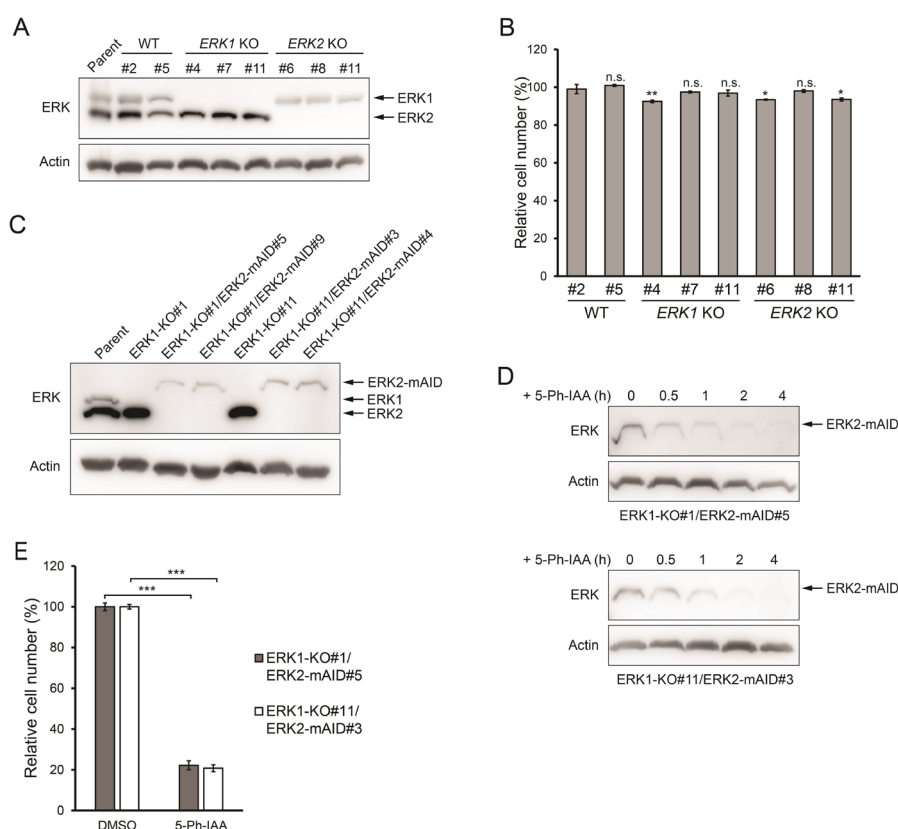 A
Parent
WT
ERK1 KO
ERK2 KO
#2 #5 #4 #7 #11 #6 #8 #11
ERK
ERK1
ERK2
Actin
B
Relative cell number (%)
120
100
80
60
40
20
0
n.s.
**
n.s.
n.s.
*
n.s.
*
#2 #5 #4 #7 #11 #6 #8 #11
WT
ERK1 KO
ERK2 KO
C
Parent
ERK1-KO#1
ERK1-KO#1/ERK2-mAID#5
ERK1-KO#1/ERK2-mAID#9
ERK1-KO#11
ERK1-KO#11/ERK2-mAID#3
ERK1-KO#11/ERK2-mAID#4
ERK
ERK2-mAID
ERK1
ERK2
Actin
D
+ 5-Ph-IAA (h) 0 0.5 1 2 4
ERK
ERK2-mAID
Actin
ERK1-KO#1/ERK2-mAID#5
+ 5-Ph-IAA (h) 0 0.5 1 2 4
ERK
ERK2-mAID
Actin
ERK1-KO#11/ERK2-mAID#3
E
Relative cell number (%)
120
100
80
60
40
20
0
***
***
DMSO
5-Ph-IAA
ERK1-KO#1/
ERK2-mAID#5
ERK1-KO#11/
ERK2-mAID#3